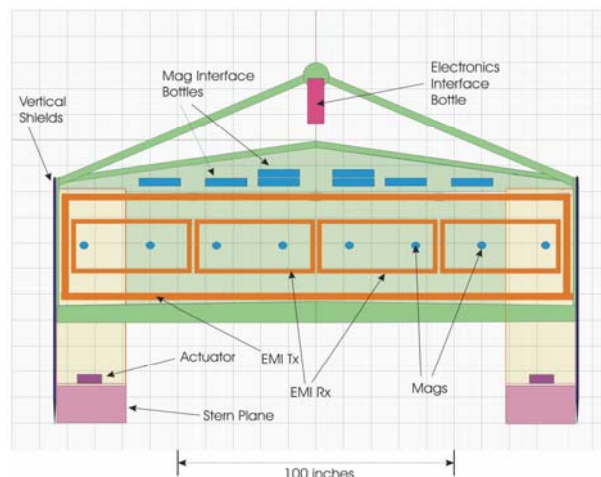 Mag Interface
Bottles
Electronics
Interface
Bottle
Vertical
Shields
Actuator
EMI Tx
EMI Rx
Mags
Stern Plane
100 inches